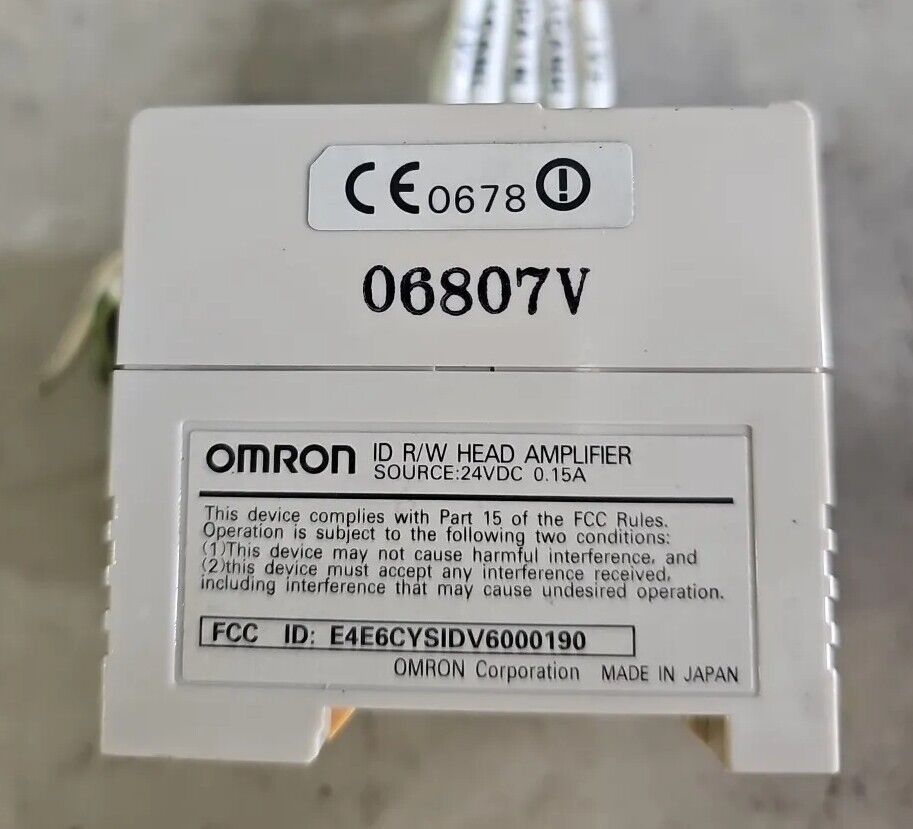 CE 0678
06807V
OMRON ID R/W HEAD AMPLIFIER
SOURCE:24VDC 0.15A
This device complies with Part 15 of the FCC Rules.
Operation is subject to the following two conditions:
(1)This device may not cause harmful interference, and
(2)this device must accept any interference received,
including interference that may cause undesired operation.
FCC ID: E4E6CYSIDV6000190
OMRON Corporation MADE IN JAPAN